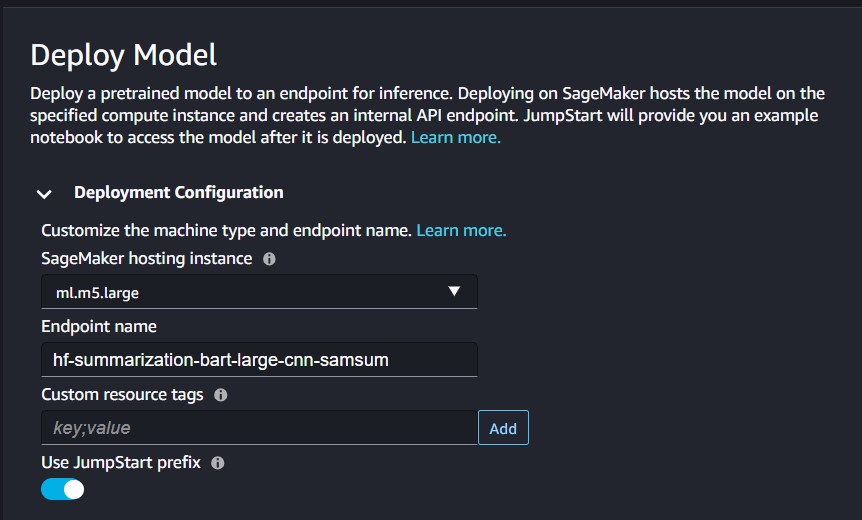 Deploy Model
Deploy a pretrained model to an endpoint for inference. Deploying on SageMaker hosts the model on the
specified compute instance and creates an internal API endpoint. JumpStart will provide you an example
notebook to access the model after it is deployed. Learn more.
Deployment Configuration
Customize the machine type and endpoint name. Learn more.
SageMaker hosting instance
ml.m5.large
Endpoint name
hf-summarization-bart-large-cnn-samsum
Custom resource tags
key;value
Add
Use JumpStart prefix